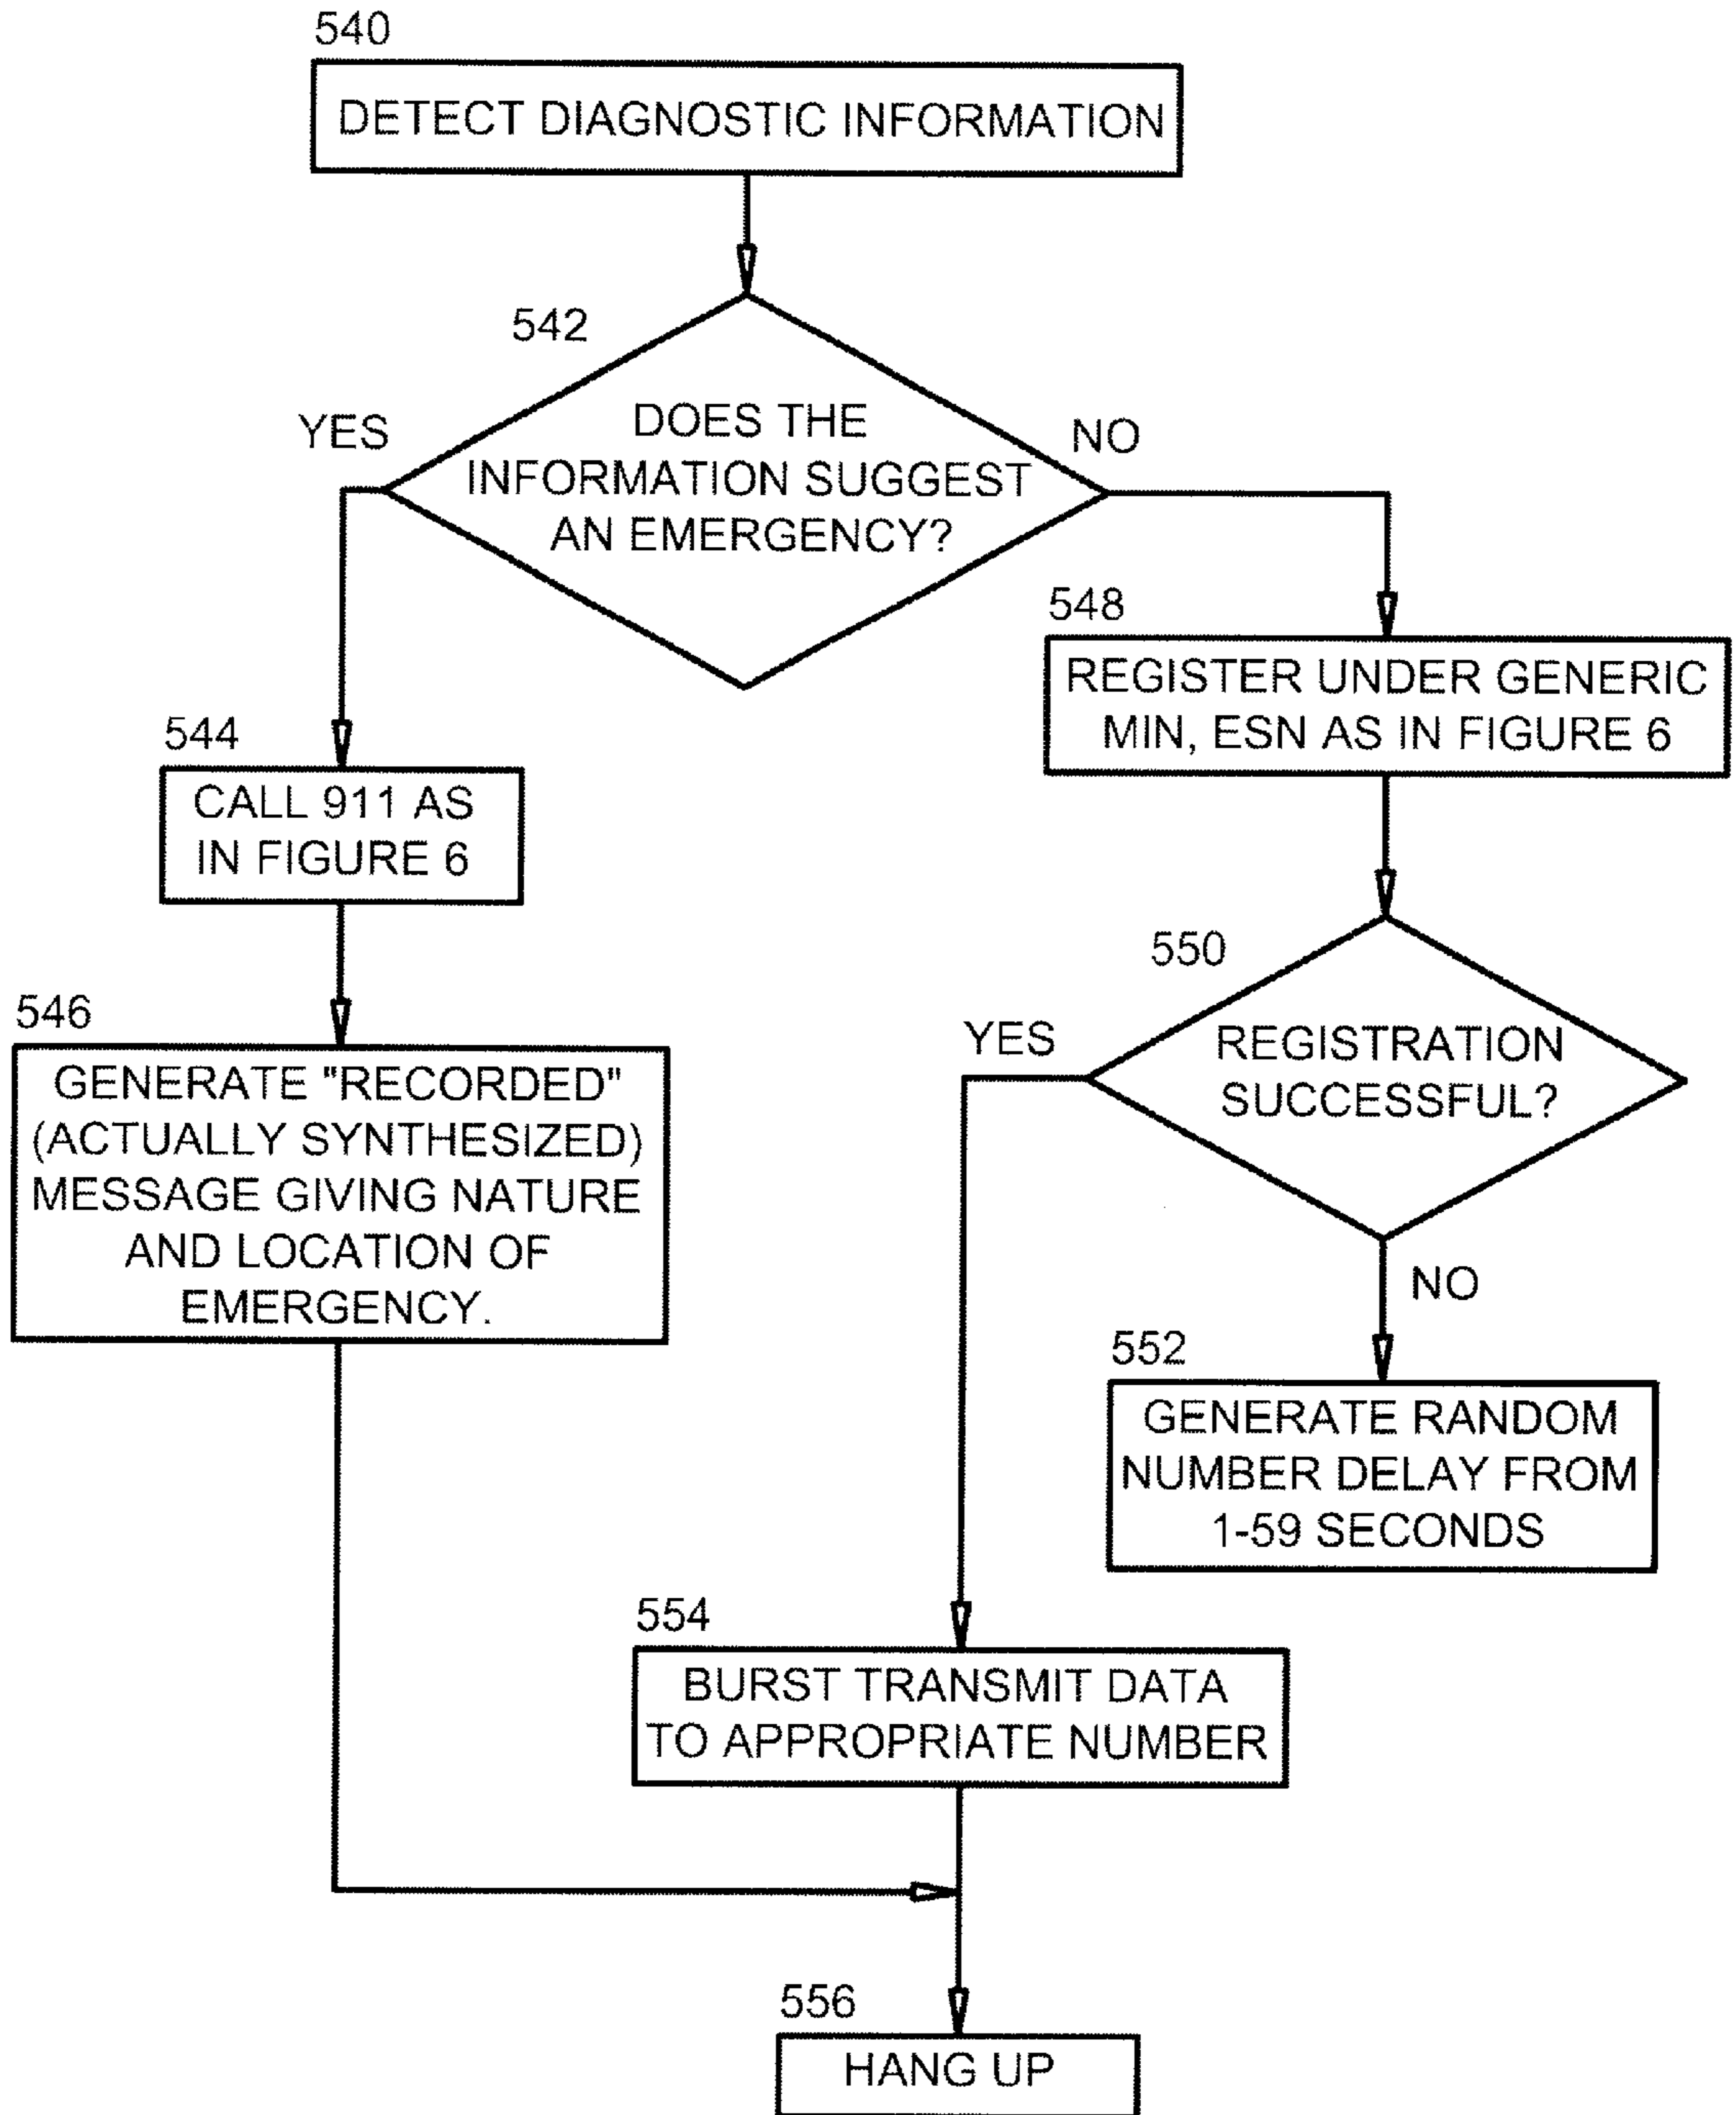 540
DETECT DIAGNOSTIC INFORMATION
542
YES
DOES THE
INFORMATION SUGGEST
AN EMERGENCY?
NO
548
REGISTER UNDER GENERIC
MIN, ESN AS IN FIGURE 6
544
CALL 911 AS
IN FIGURE 6
550
YES
REGISTRATION
SUCCESSFUL?
NO
546
GENERATE "RECORDED"
(ACTUALLY SYNTHESIZED)
MESSAGE GIVING NATURE
AND LOCATION OF
EMERGENCY.
552
GENERATE RANDOM
NUMBER DELAY FROM
1-59 SECONDS
554
BURST TRANSMIT DATA
TO APPROPRIATE NUMBER
556
HANG UP